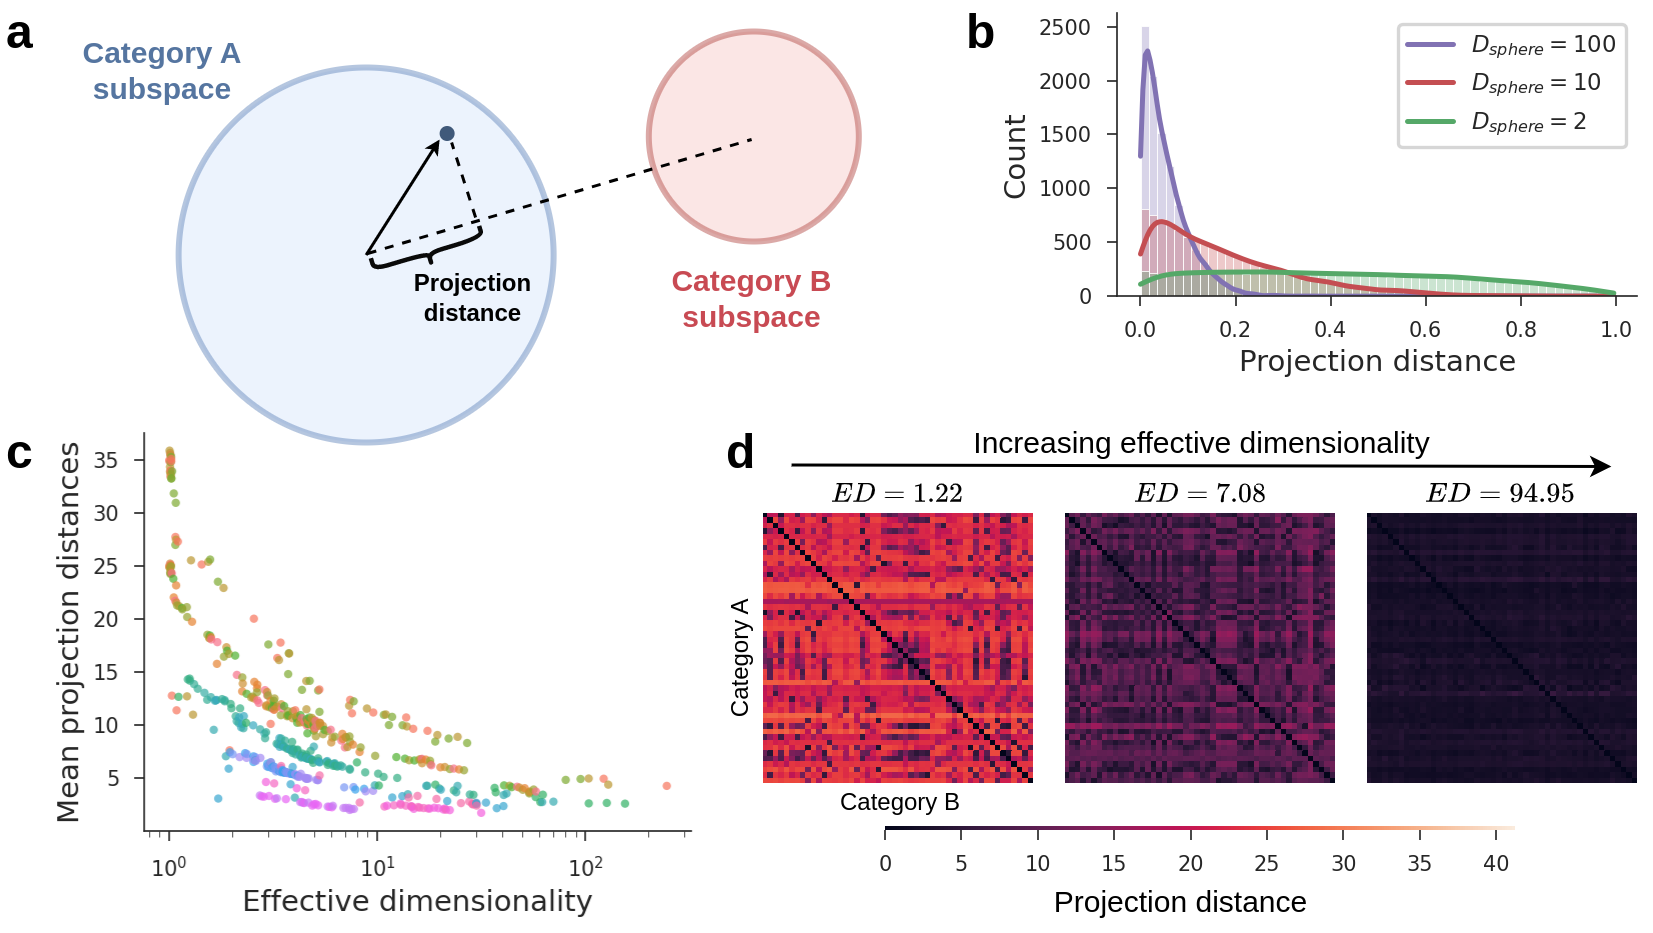 a
Category A
subspace
Projection
distance
Category B
subspace
b
2500
2000
1500
1000
500
0
Count
D_sphere = 100
D_sphere = 10
D_sphere = 2
0.0 0.2 0.4 0.6 0.8 1.0
Projection distance
c
35
30
25
20
15
10
5
Mean projection distances
10^0 10^1 10^2
Effective dimensionality
d
Increasing effective dimensionality
ED = 1.22 ED = 7.08 ED = 94.95
Category A
Category B
0 5 10 15 20 25 30 35 40
Projection distance